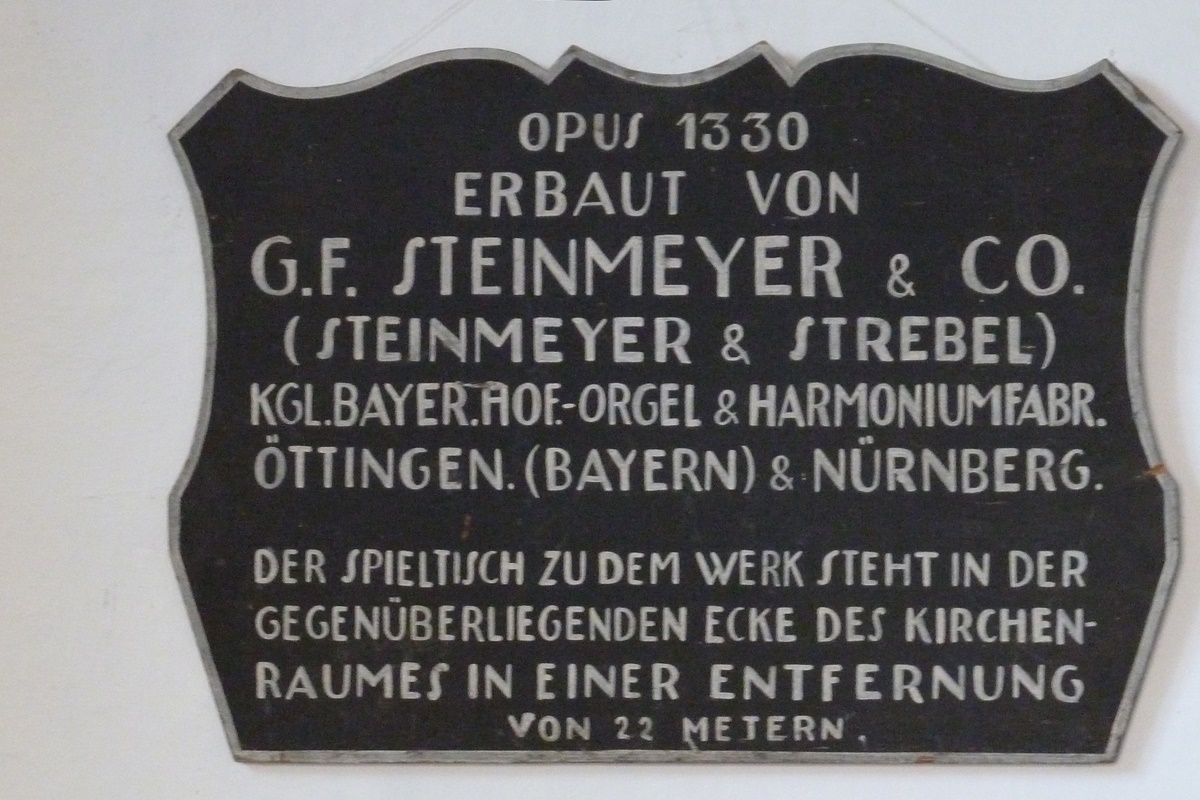 OPUS 1330
ERBAUT VON
G.F. STEINMEYER & CO.
(STEINMEYER & STREBEL)
KGL.BAYER.HOF.-ORGEL & HARMONIUMFABR.
ÖTTINGEN. (BAYERN) & NÜRNBERG.
DER SPIELTISCH ZU DEM WERK STEHT IN DER
GEGENÜBERLIEGENDEN ECKE DES KIRCHEN-
RAUMES IN EINER ENTFERNUNG
VON 22 METERN.